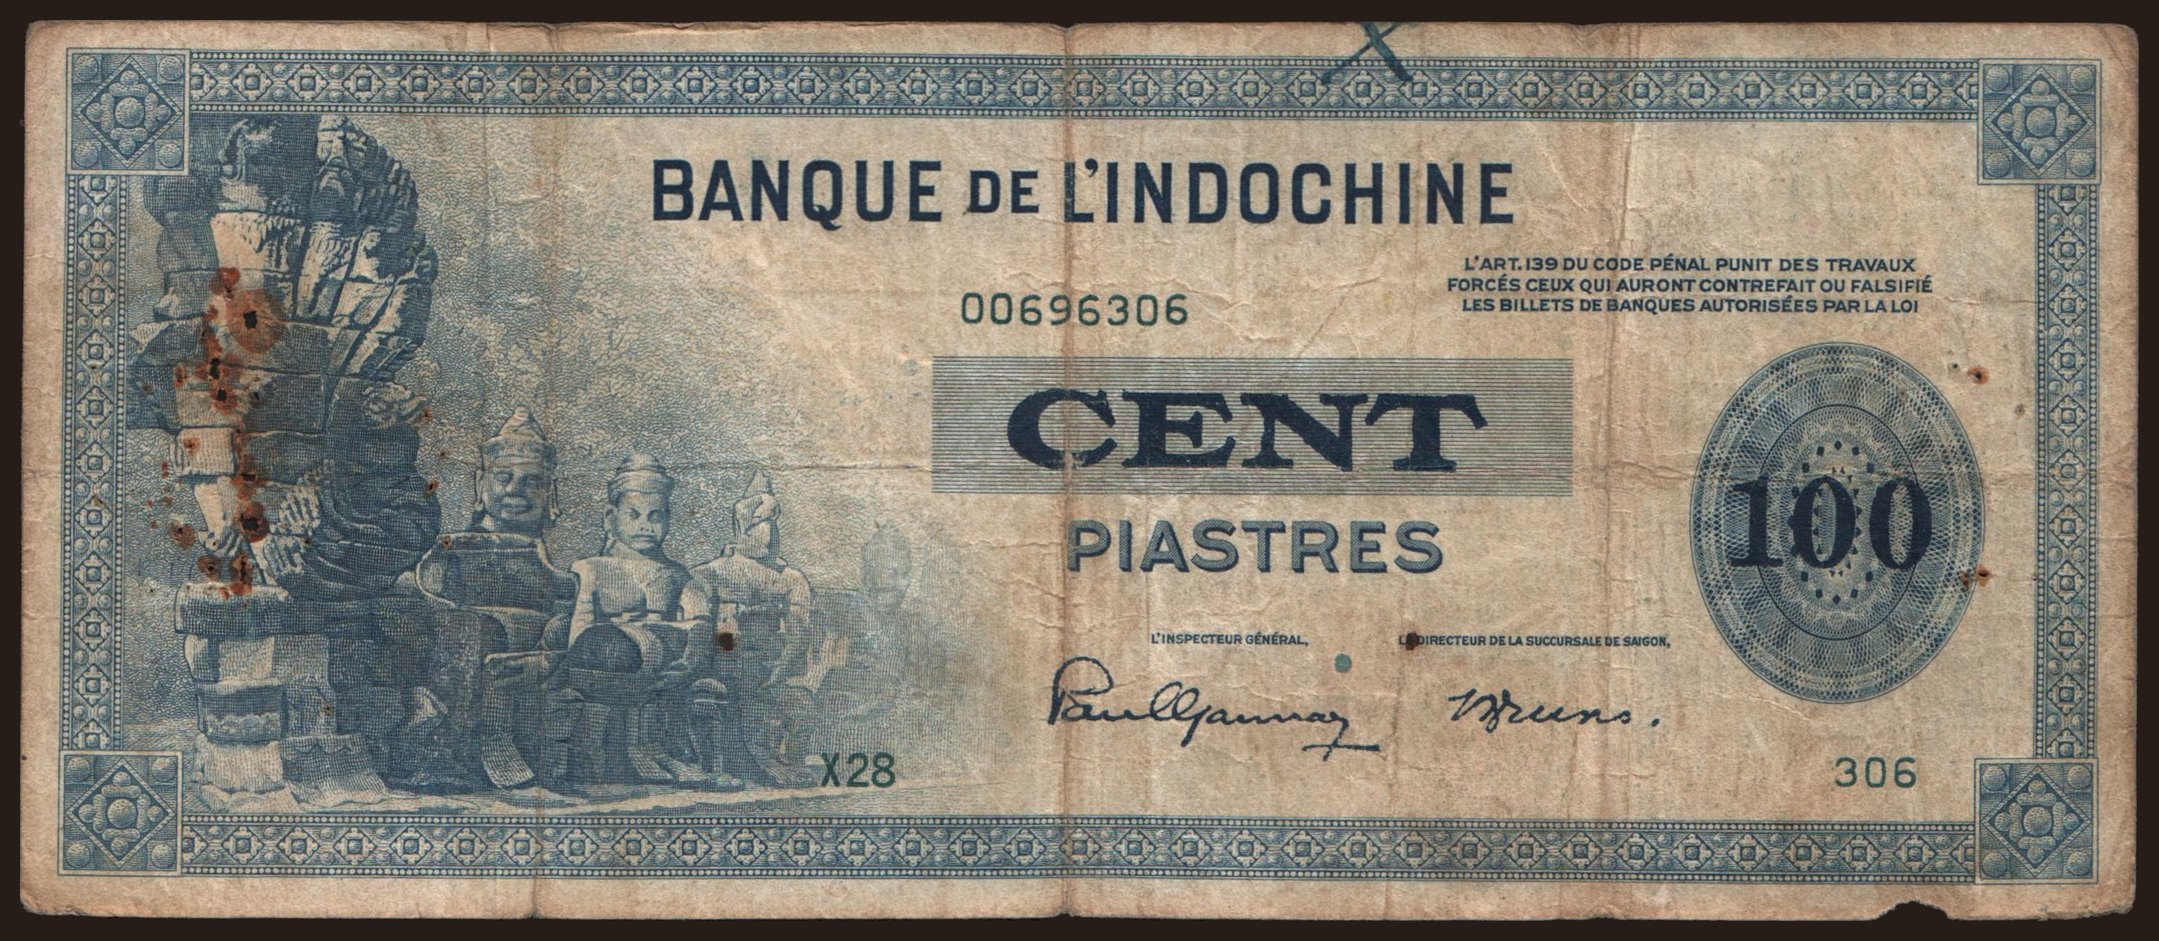 BANQUE DE L'INDOCHINE
L'ART.139 DU CODE PÉNAL PUNIT DES TRAVAUX
FORCÉS CEUX QUI AURONT CONTREFAIT OU FALSIFIÉ
LES BILLETS DE BANQUES AUTORISÉES PAR LA LOI
00696306
CENT
PIASTRES
100
L'INSPECTEUR GÉNÉRAL,
LE DIRECTEUR DE LA SUCCURSALE DE SAIGON,
X28
306